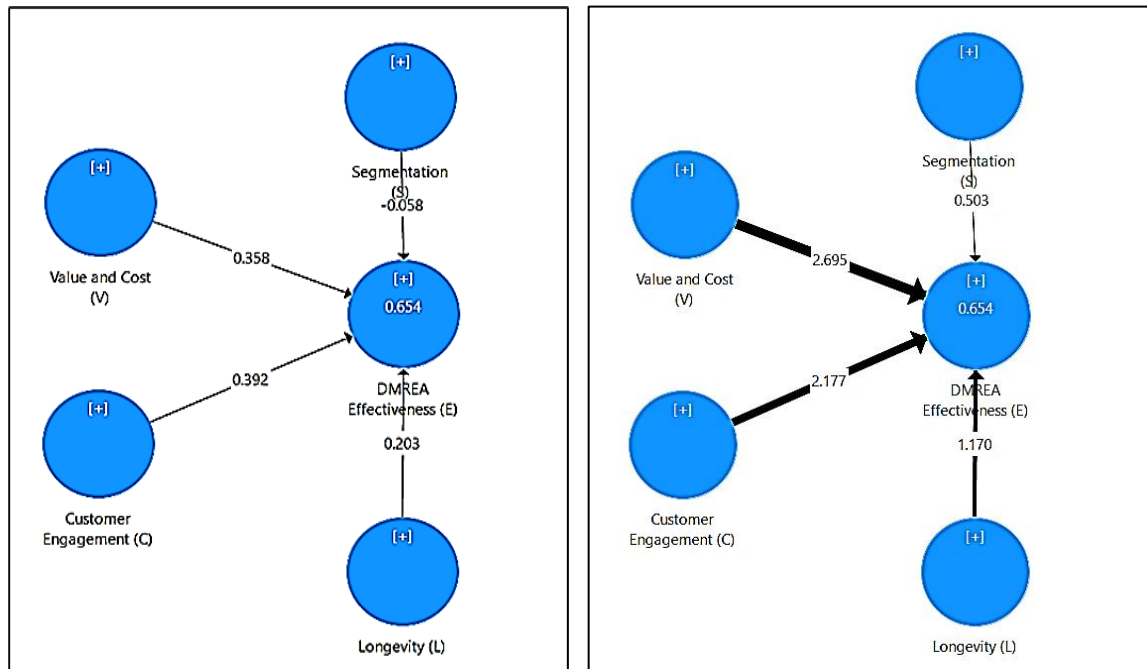 [+]
Segmentation
(S)
-0.058
[+]
Value and Cost
(V)
0.358
[+]
0.654
DMREA
Effectiveness (E)
0.392
[+]
Customer
Engagement (C)
0.203
[+]
Longevity (L)
[+]
Segmentation
(S)
0.503
[+]
Value and Cost
(V)
2.695
[+]
0.654
DMREA
Effectiveness (E)
2.177
[+]
Customer
Engagement (C)
1.170
[+]
Longevity (L)